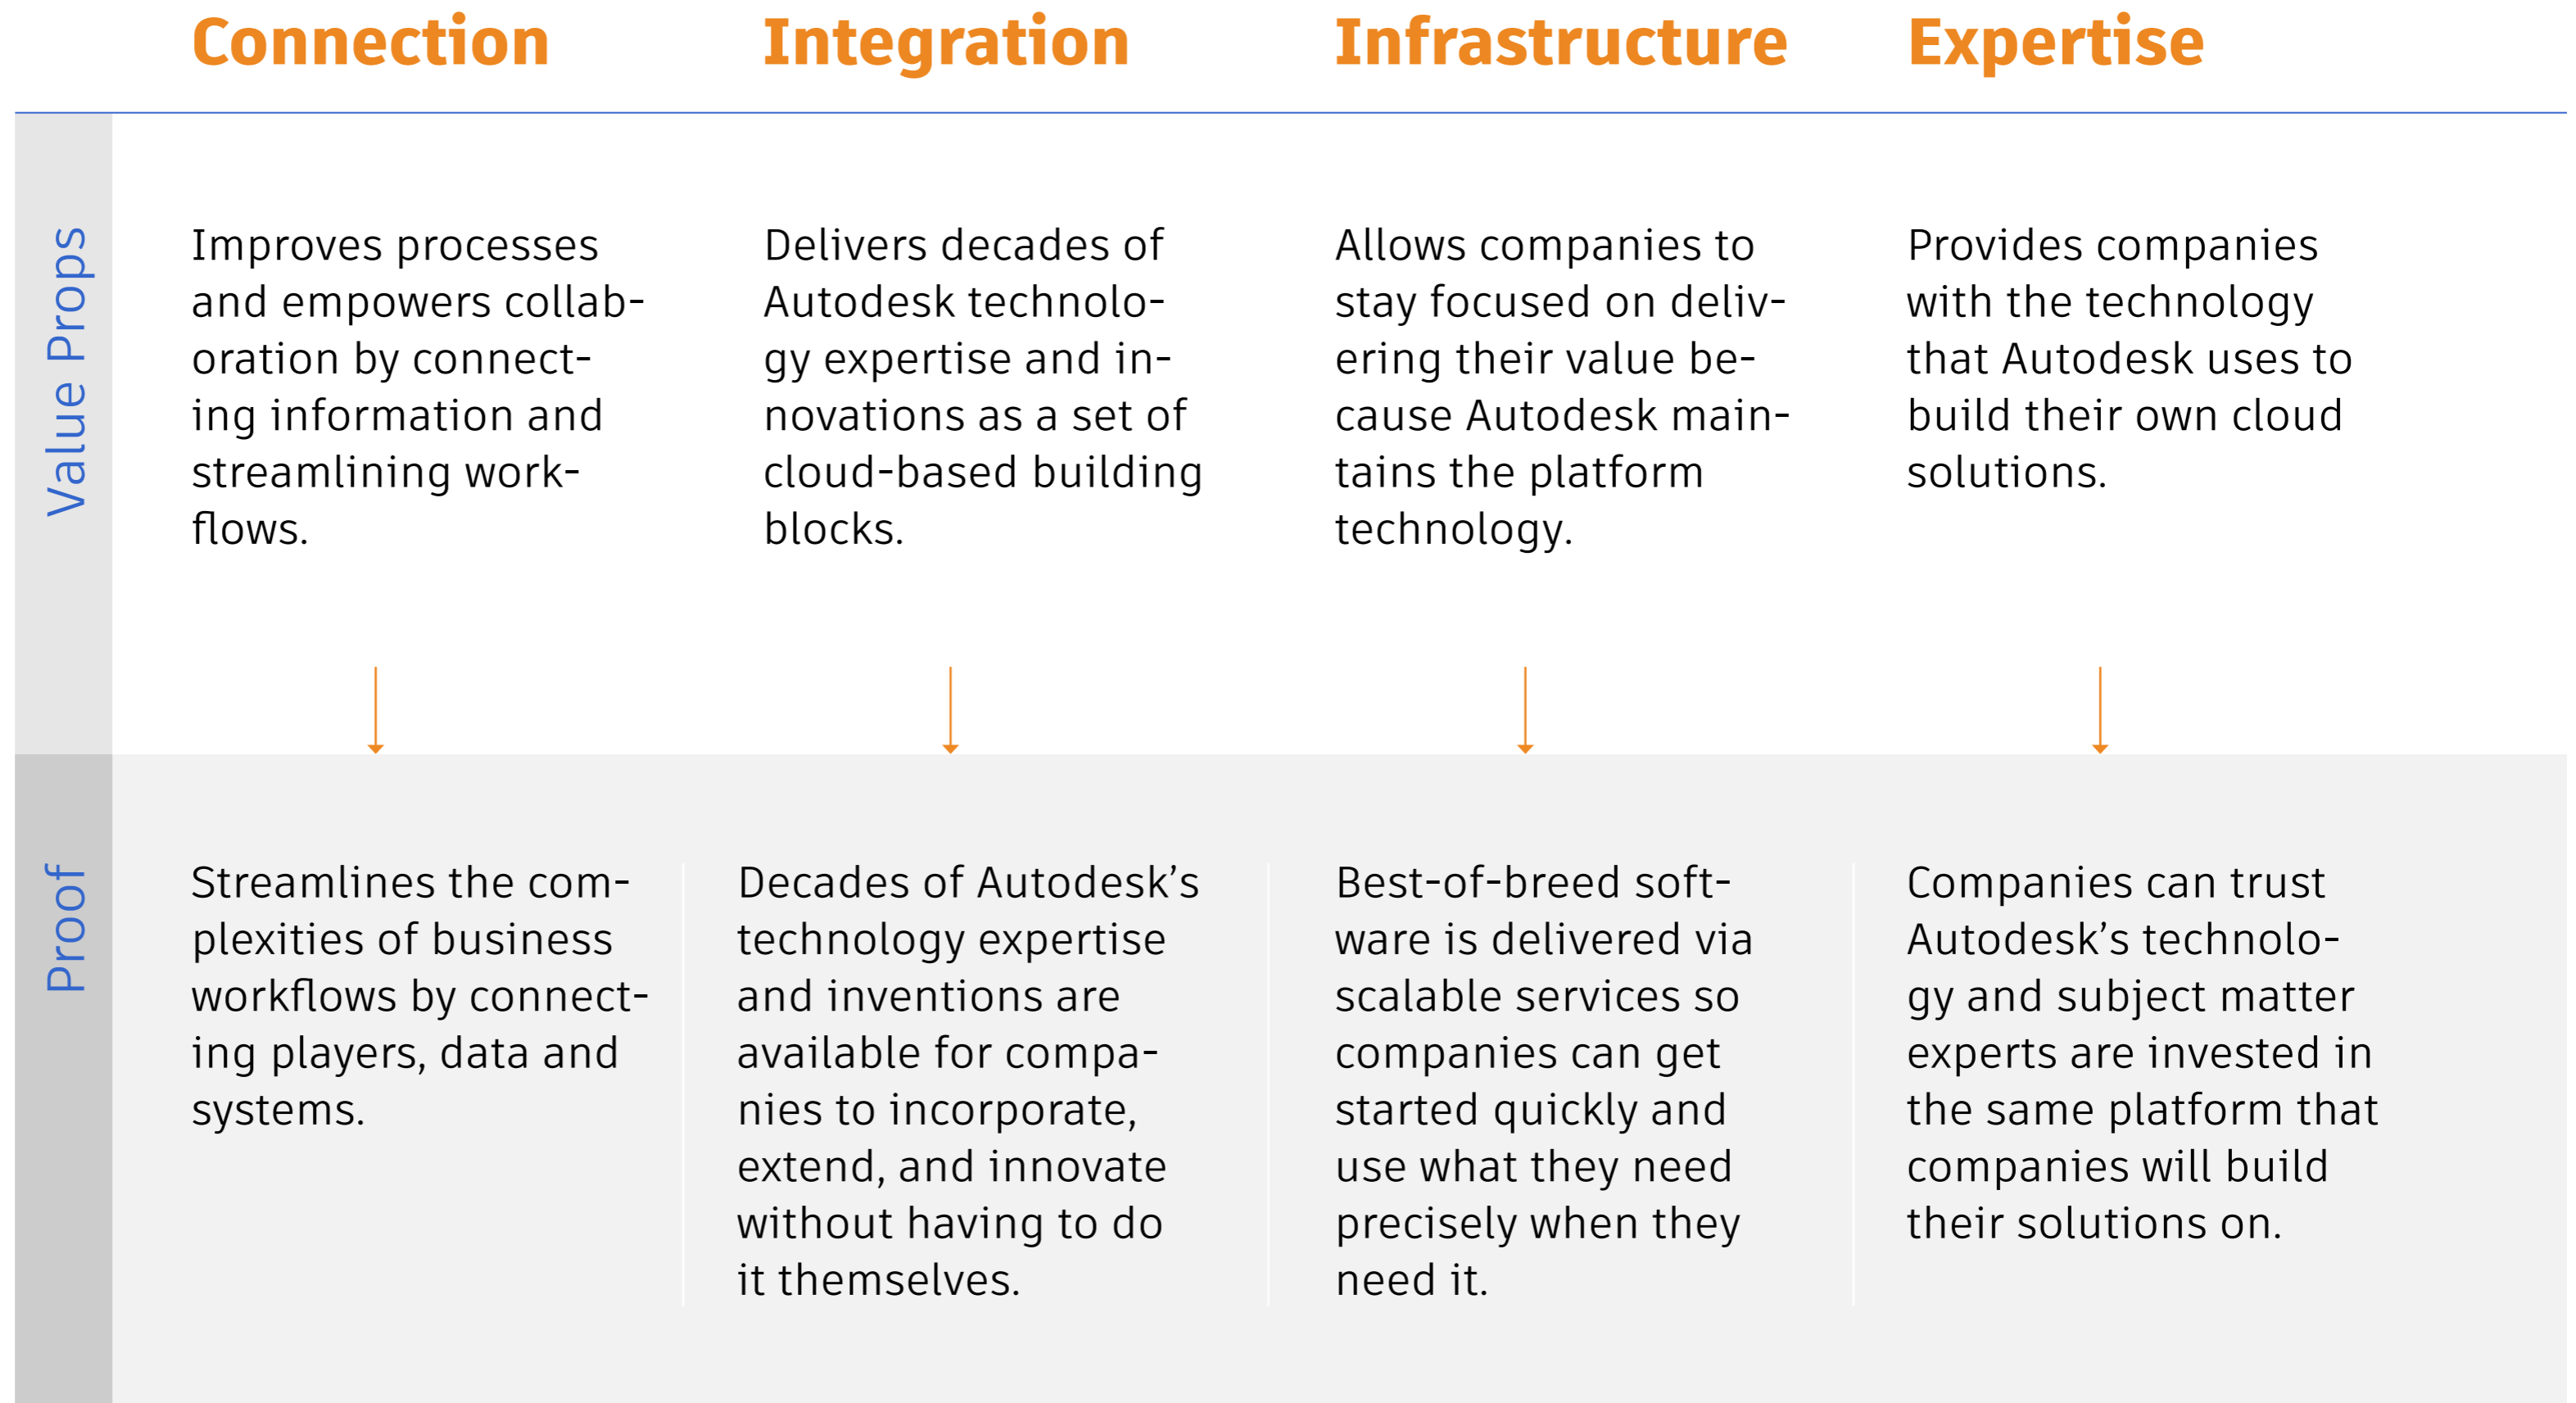 Connection
Integration
Infrastructure
Expertise
Value Props
Improves processes
and empowers collab-
oration by connect-
ing information and
streamlining work-
flows.
Delivers decades of
Autodesk technolo-
gy expertise and in-
novations as a set of
cloud-based building
blocks.
Allows companies to
stay focused on deliv-
ering their value be-
cause Autodesk main-
tains the platform
technology.
Provides companies
with the technology
that Autodesk uses to
build their own cloud
solutions.
Proof
Streamlines the com-
plexities of business
workflows by connect-
ing players, data and
systems.
Decades of Autodesk’s
technology expertise
and inventions are
available for compa-
nies to incorporate,
extend, and innovate
without having to do
it themselves.
Best-of-breed soft-
ware is delivered via
scalable services so
companies can get
started quickly and
use what they need
precisely when they
need it.
Companies can trust
Autodesk’s technolo-
gy and subject matter
experts are invested in
the same platform that
companies will build
their solutions on.